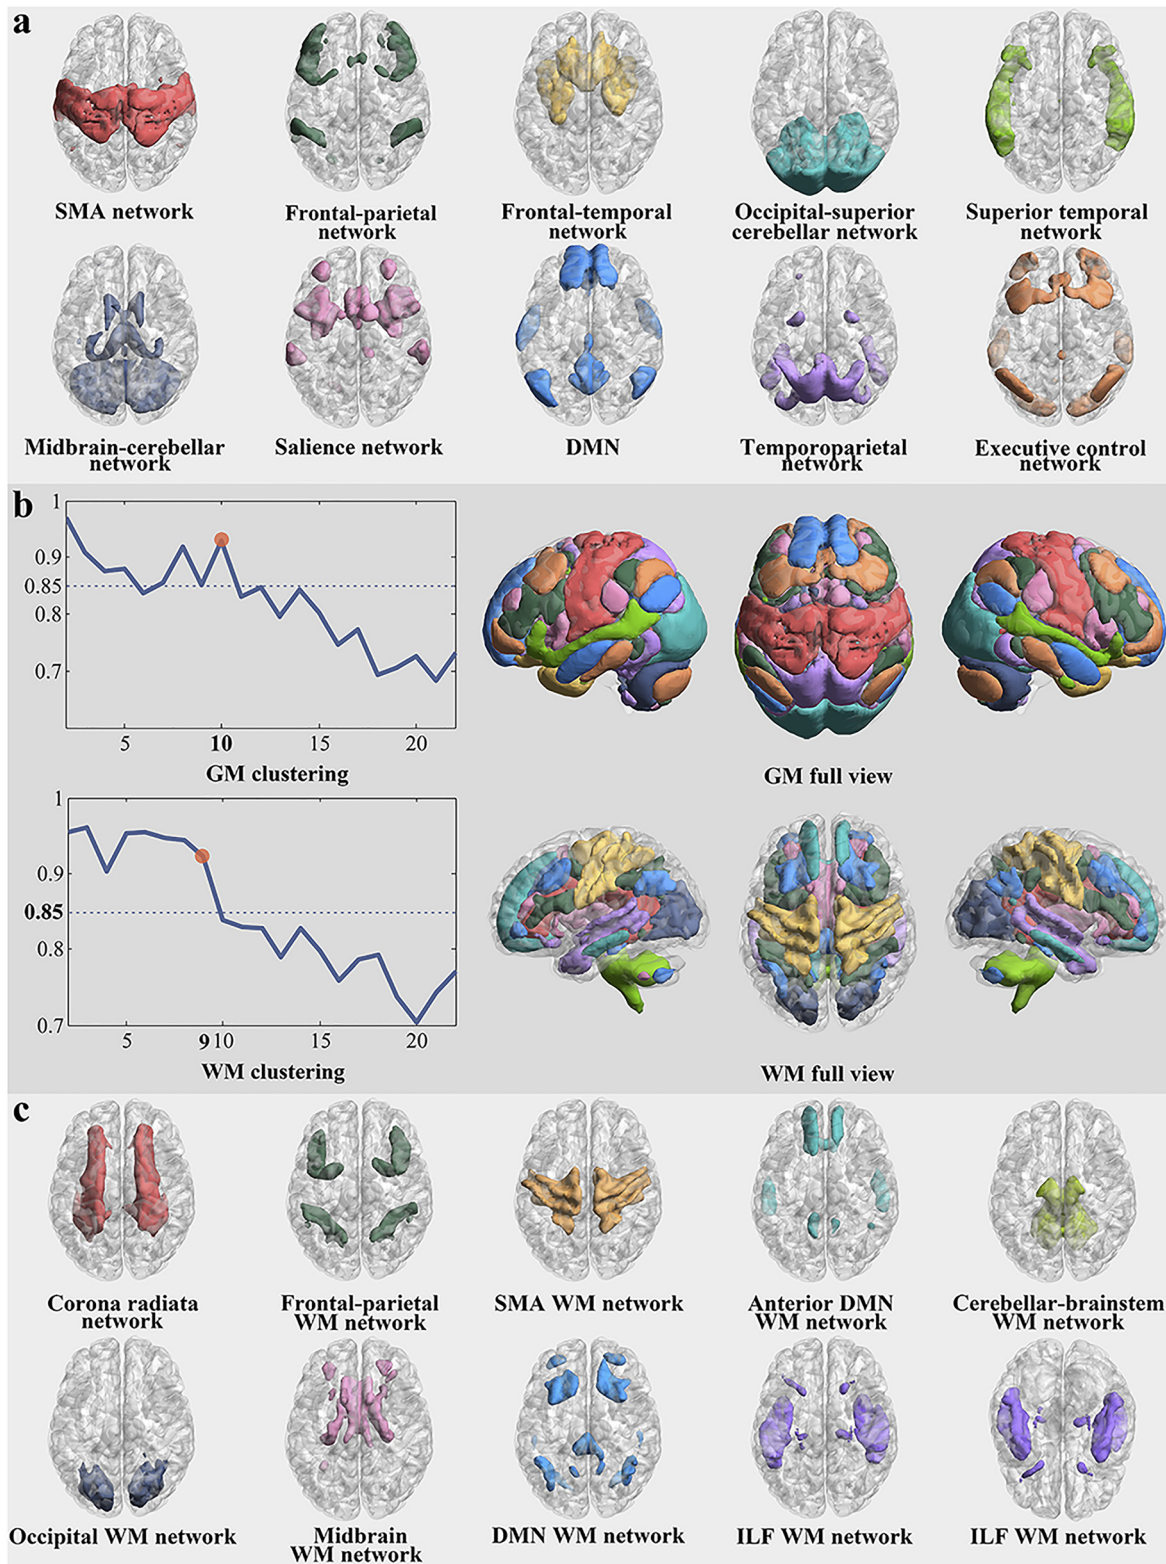 a
SMA network
Frontal-parietal
network
Frontal-temporal
network
Occipital-superior
cerebellar network
Superior temporal
network
Midbrain-cerebellar
network
Salience network
DMN
Temporoparietal
network
Executive control
network
b
1
0.9
0.85
0.8
0.7
5
10
15
20
GM clustering
GM full view
1
0.9
0.85
0.8
0.7
5
9
10
15
20
WM clustering
WM full view
c
Corona radiata
network
Frontal-parietal
WM network
SMA WM network
Anterior DMN
WM network
Cerebellar-brainstem
WM network
Occipital WM network
Midbrain
WM network
DMN WM network
ILF WM network
ILF WM network